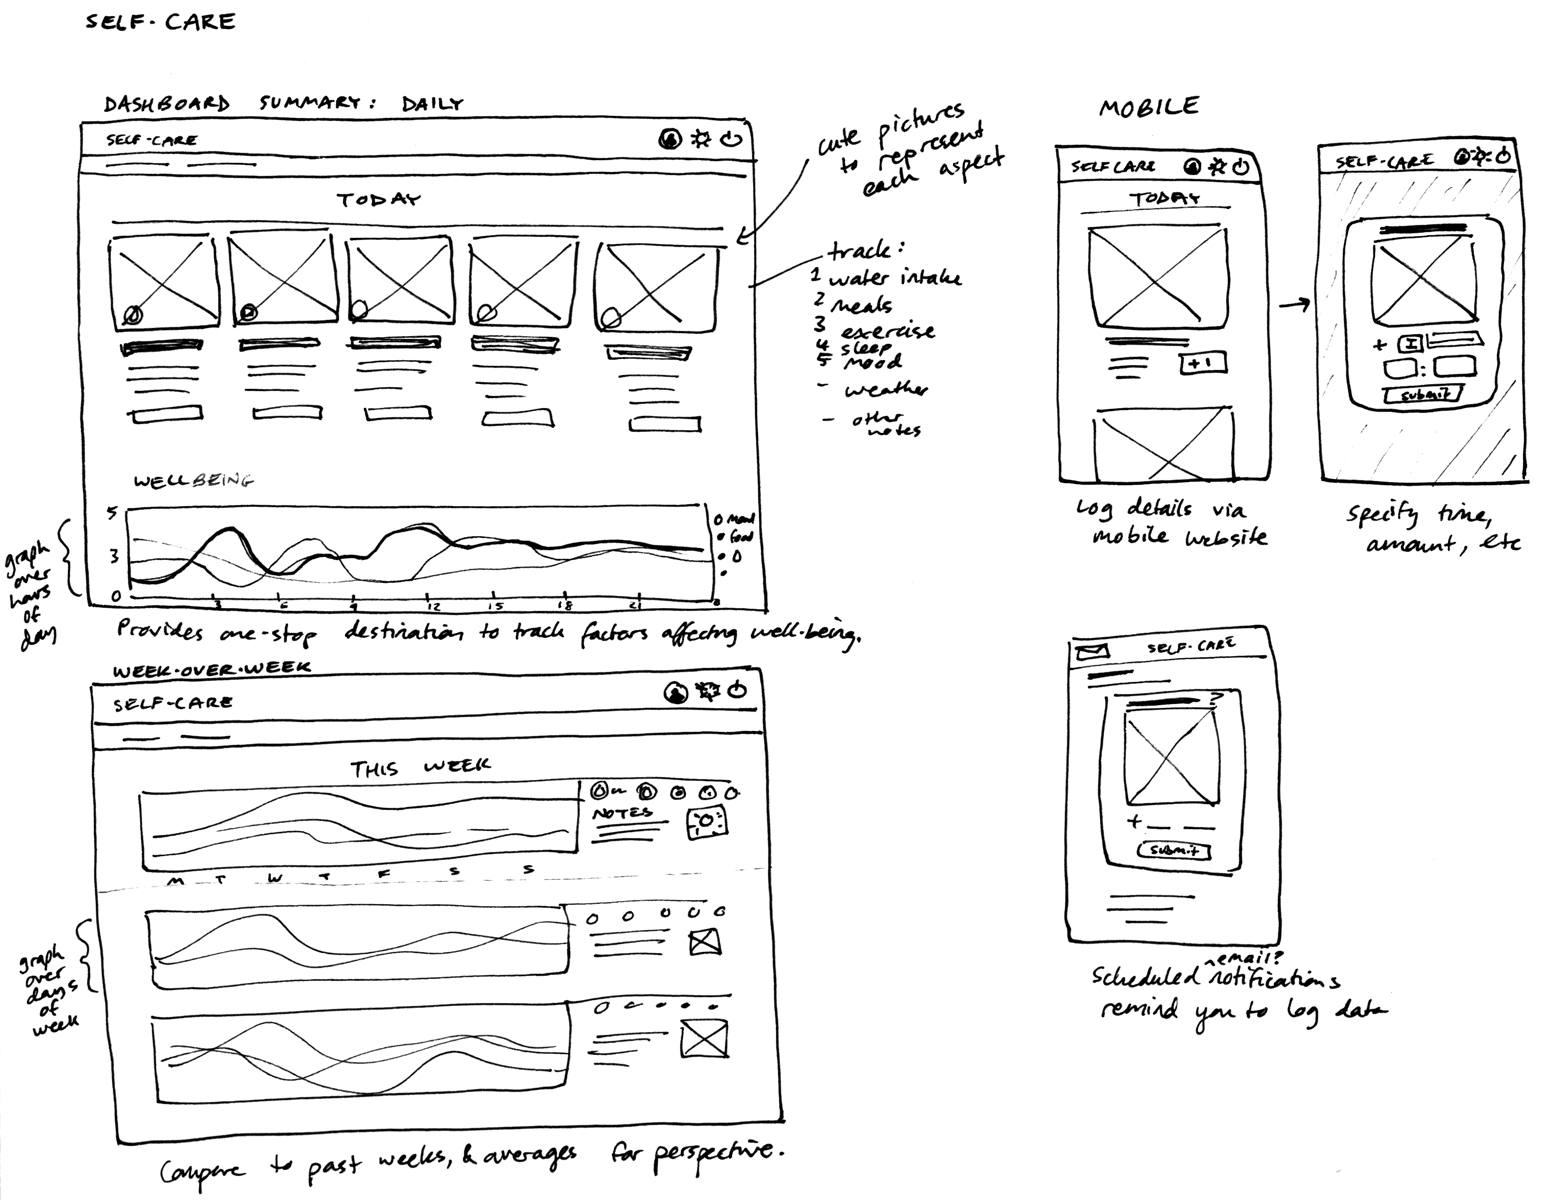 SELF-CARE
DASHBOARD SUMMARY: DAILY
SELF-CARE
TODAY
WELLBEING
5
3
0
3
6
9
12
15
18
21
Mood
food
graph
over
hours
of
day
Provides one-stop destination to track factors affecting well-being.
cute pictures
to represent
each aspect
track:
1 water intake
2 meals
3 exercise
4 sleep
5 mood
- weather
- other
notes
WEEK-OVER-WEEK
SELF-CARE
THIS WEEK
NOTES
M T W T F S S
graph
over
days
of
week
Compare to past weeks, & averages for perspective.
MOBILE
SELFCARE
TODAY
+1
Log details via
mobile website
SELF-CARE
+ I
:
submit
Specify time,
amount, etc
SELF-CARE
?
+
submit
email?
Scheduled notifications
remind you to log data